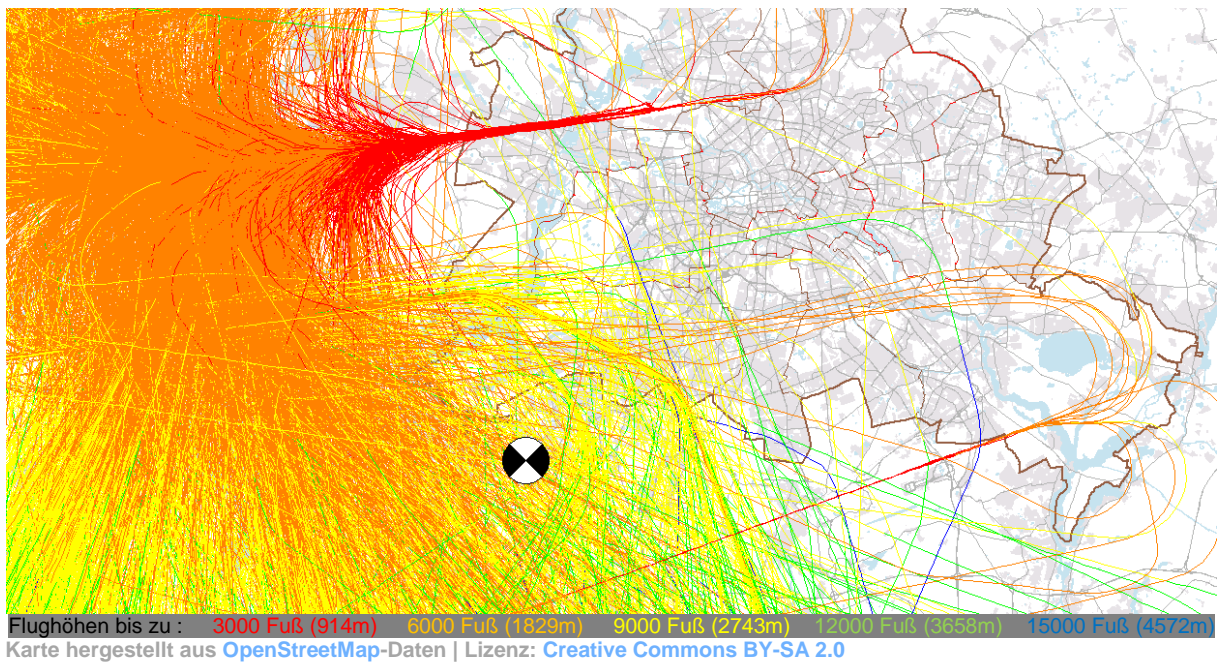 Flughöhen bis zu : 3000 Fuß (914m) 6000 Fuß (1829m) 9000 Fuß (2743m) 12000 Fuß (3658m) 15000 Fuß (4572m)
Karte hergestellt aus OpenStreetMap-Daten | Lizenz: Creative Commons BY-SA 2.0